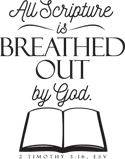 All Scripture
is
BREATHED
OUT
by God.
2 TIMOTHY 3:16, ESV